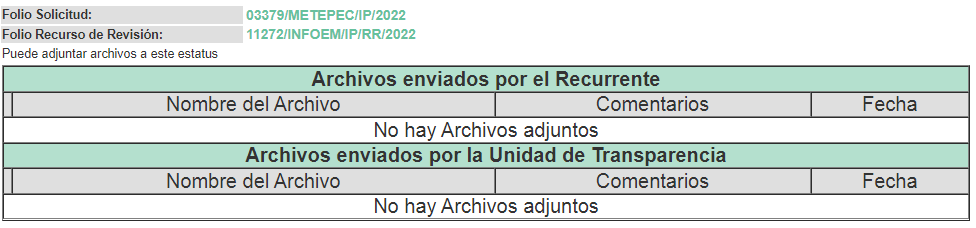 Folio Solicitud: 03379/METEPEC/IP/2022
Folio Recurso de Revisión: 11272/INFOEM/IP/RR/2022
Puede adjuntar archivos a este estatus
Archivos enviados por el Recurrente
Nombre del Archivo Comentarios Fecha
No hay Archivos adjuntos
Archivos enviados por la Unidad de Transparencia
Nombre del Archivo Comentarios Fecha
No hay Archivos adjuntos